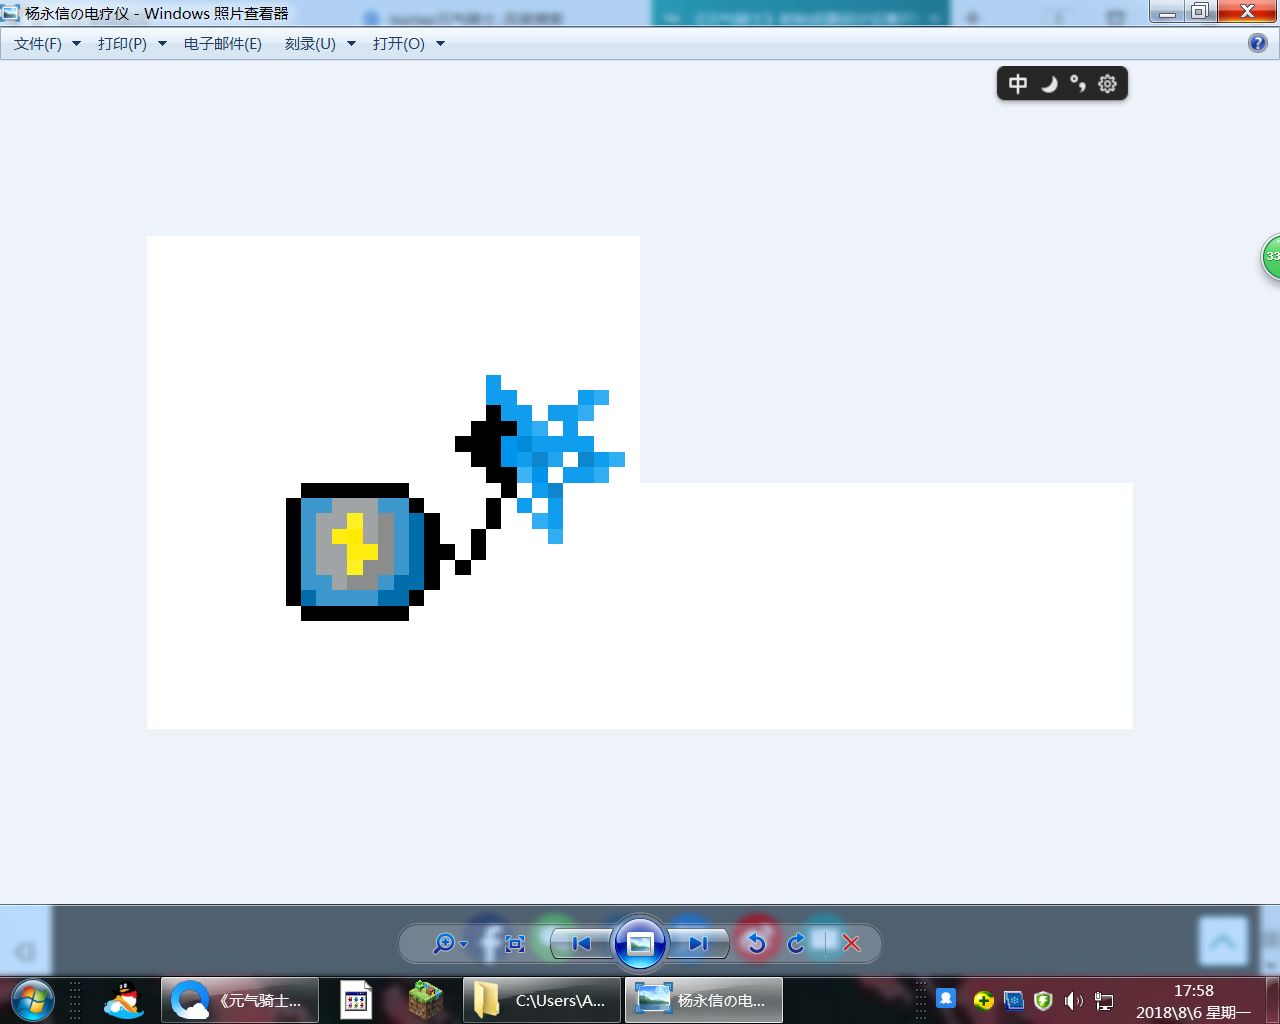 杨永信の电疗仪 - Windows 照片查看器
文件(F) 打印(P) 电子邮件(E) 刻录(U) 打开(O)
中
33
《元气骑士... C:\Users\A... 杨永信の电...
17:58
2018\8\6 星期一